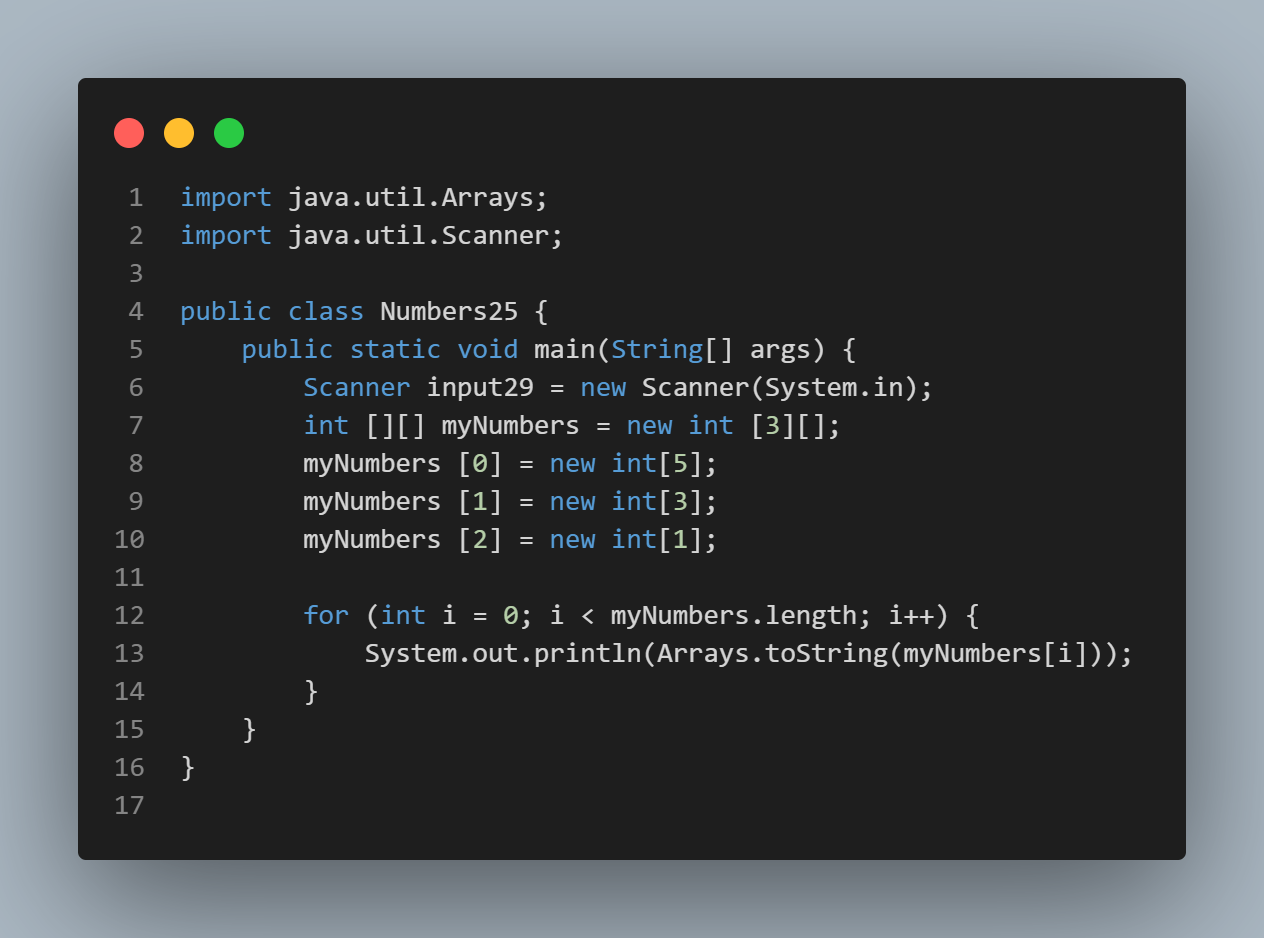 1 import java.util.Arrays;
2 import java.util.Scanner;
3
4 public class Numbers25 {
5     public static void main(String[] args) {
6         Scanner input29 = new Scanner(System.in);
7         int [][] myNumbers = new int [3][];
8         myNumbers [0] = new int[5];
9         myNumbers [1] = new int[3];
10         myNumbers [2] = new int[1];
11
12         for (int i = 0; i < myNumbers.length; i++) {
13             System.out.println(Arrays.toString(myNumbers[i]));
14         }
15     }
16 }
17